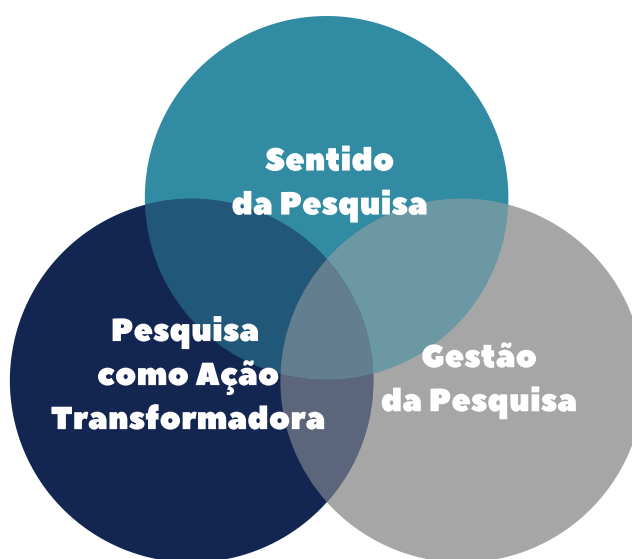 Sentido
da Pesquisa
Pesquisa
como Ação
Transformadora
Gestão
da Pesquisa